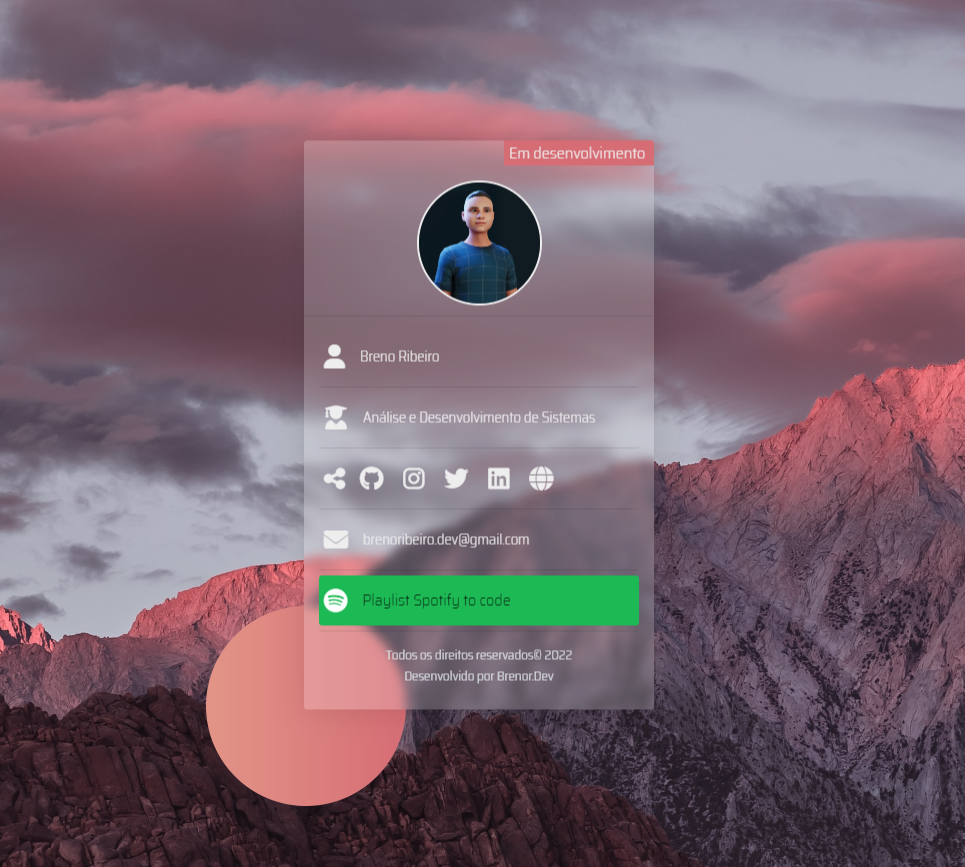 Em desenvolvimento
Breno Ribeiro
Análise e Desenvolvimento de Sistemas
brenoribeiro.dev@gmail.com
Playlist Spotify to code
Todos os direitos reservados© 2022
Desenvolvido por Brenor.Dev